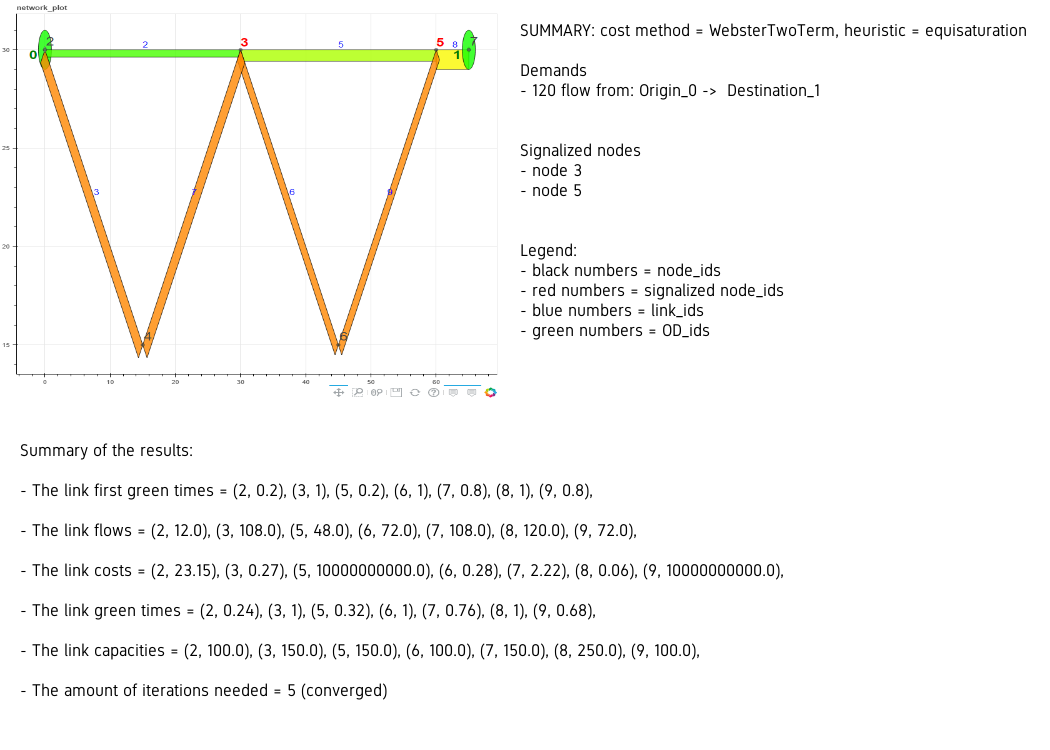 network_plot
SUMMARY: cost method = WebsterTwoTerm, heuristic = equisaturation
Demands
- 120 flow from: Origin_0 -> Destination_1
Signalized nodes
- node 3
- node 5
Legend:
- black numbers = node_ids
- red numbers = signalized node_ids
- blue numbers = link_ids
- green numbers = OD_ids
30
25
20
15
0
10
20
30
40
50
60
0
2
2
3
5
5
8
1
7
3
7
6
9
4
6
Summary of the results:
- The link first green times = (2, 0.2), (3, 1), (5, 0.2), (6, 1), (7, 0.8), (8, 1), (9, 0.8),
- The link flows = (2, 12.0), (3, 108.0), (5, 48.0), (6, 72.0), (7, 108.0), (8, 120.0), (9, 72.0),
- The link costs = (2, 23.15), (3, 0.27), (5, 10000000000.0), (6, 0.28), (7, 2.22), (8, 0.06), (9, 10000000000.0),
- The link green times = (2, 0.24), (3, 1), (5, 0.32), (6, 1), (7, 0.76), (8, 1), (9, 0.68),
- The link capacities = (2, 100.0), (3, 150.0), (5, 150.0), (6, 100.0), (7, 150.0), (8, 250.0), (9, 100.0),
- The amount of iterations needed = 5 (converged)